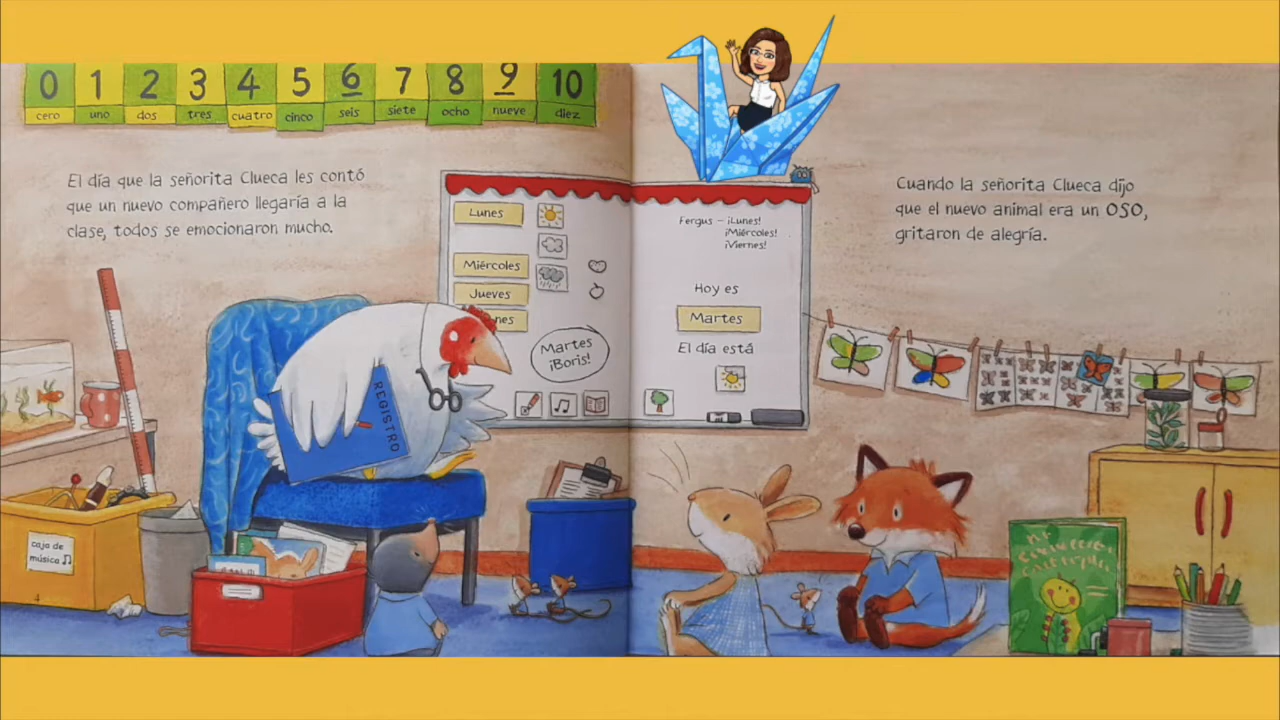 0 1 2 3 4 5 6 7 8 9 10
cero uno dos tres cuatro cinco seis siete ocho nueve diez
El día que la señorita Clueca les contó
que un nuevo compañero llegaría a la
clase, todos se emocionaron mucho.
Lunes
Miércoles
Jueves
nes
Martes
¡Boris!
Fergus – ¡Lunes!
¡Miércoles!
¡Viernes!
Hoy es
Martes
El día está
Cuando la señorita Clueca dijo
que el nuevo animal era un OSO,
gritaron de alegría.
REGISTRO
caja de
música
4